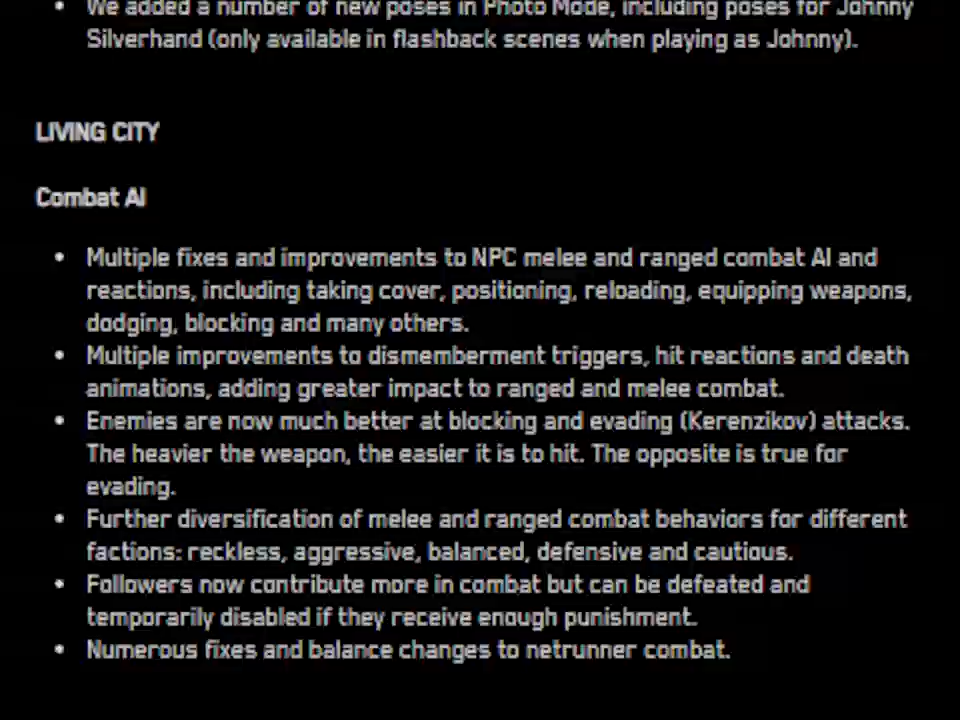 • We added a number of new poses in Photo Mode, including poses for Johnny
Silverhand (only available in flashback scenes when playing as Johnny).
LIVING CITY
Combat AI
• Multiple fixes and improvements to NPC melee and ranged combat AI and
reactions, including taking cover, positioning, reloading, equipping weapons,
dodging, blocking and many others.
• Multiple improvements to dismemberment triggers, hit reactions and death
animations, adding greater impact to ranged and melee combat.
• Enemies are now much better at blocking and evading (Kerenzikov) attacks.
The heavier the weapon, the easier it is to hit. The opposite is true for
evading.
• Further diversification of melee and ranged combat behaviors for different
factions: reckless, aggressive, balanced, defensive and cautious.
• Followers now contribute more in combat but can be defeated and
temporarily disabled if they receive enough punishment.
• Numerous fixes and balance changes to netrunner combat.